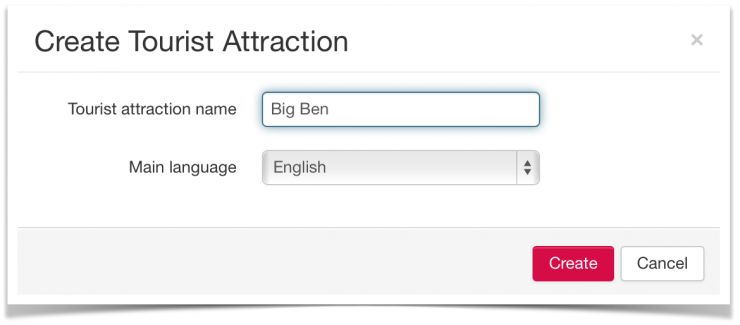 Create Tourist Attraction ×
Tourist attraction name Big Ben
Main language English
Create Cancel